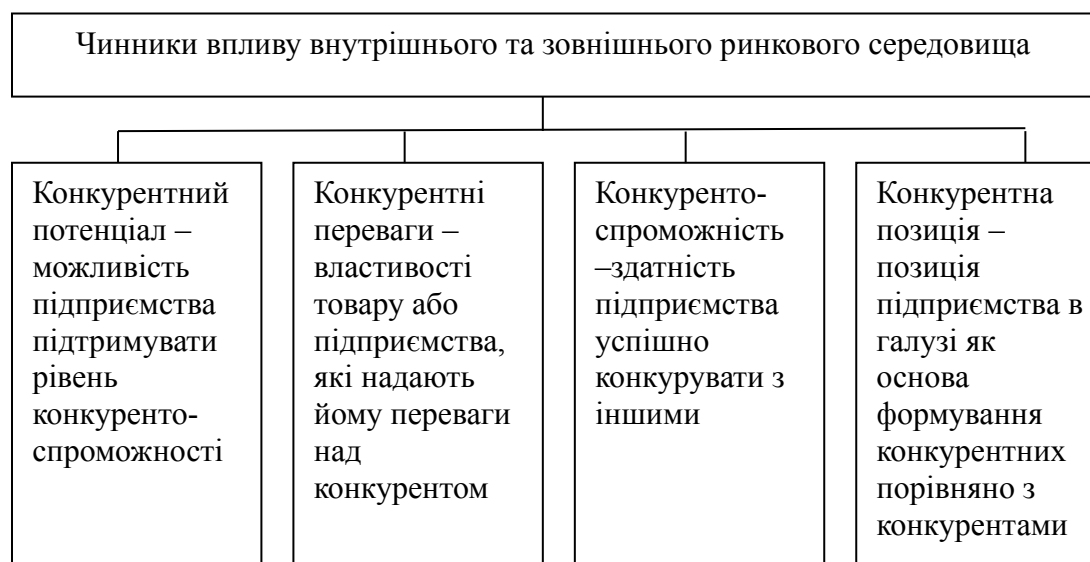 Чинники впливу внутрішнього та зовнішнього ринкового середовища
Конкурентний
потенціал –
можливість
підприємства
підтримувати
рівень
конкуренто-
спроможності
Конкурентні
переваги –
властивості
товару або
підприємства,
які надають
йому переваги
над
конкурентом
Конкуренто-
спроможність
–здатність
підприємства
успішно
конкурувати з
іншими
Конкурентна
позиція –
позиція
підприємства в
галузі як
основа
формування
конкурентних
порівняно з
конкурентами